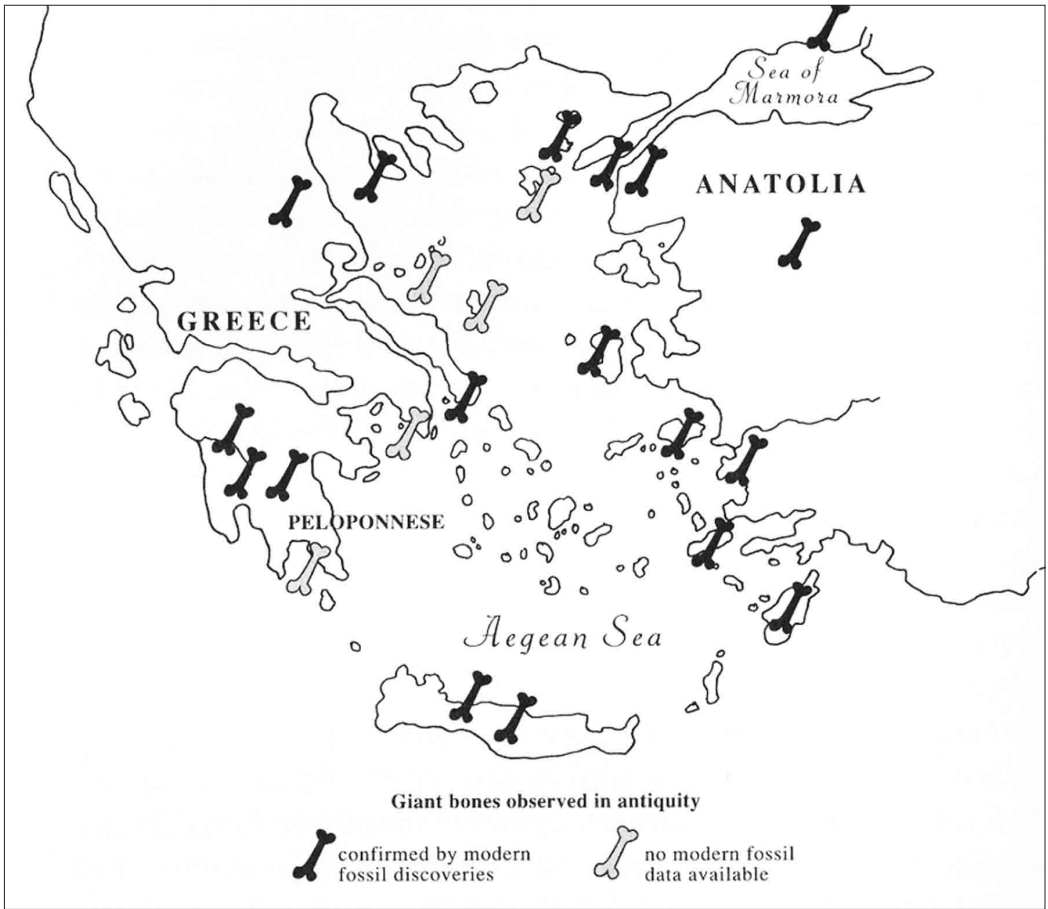 Sea of
Marmora
ANATOLIA
GREECE
PELOPONNESE
Aegean Sea
Giant bones observed in antiquity
confirmed by modern
fossil discoveries
no modern fossil
data available